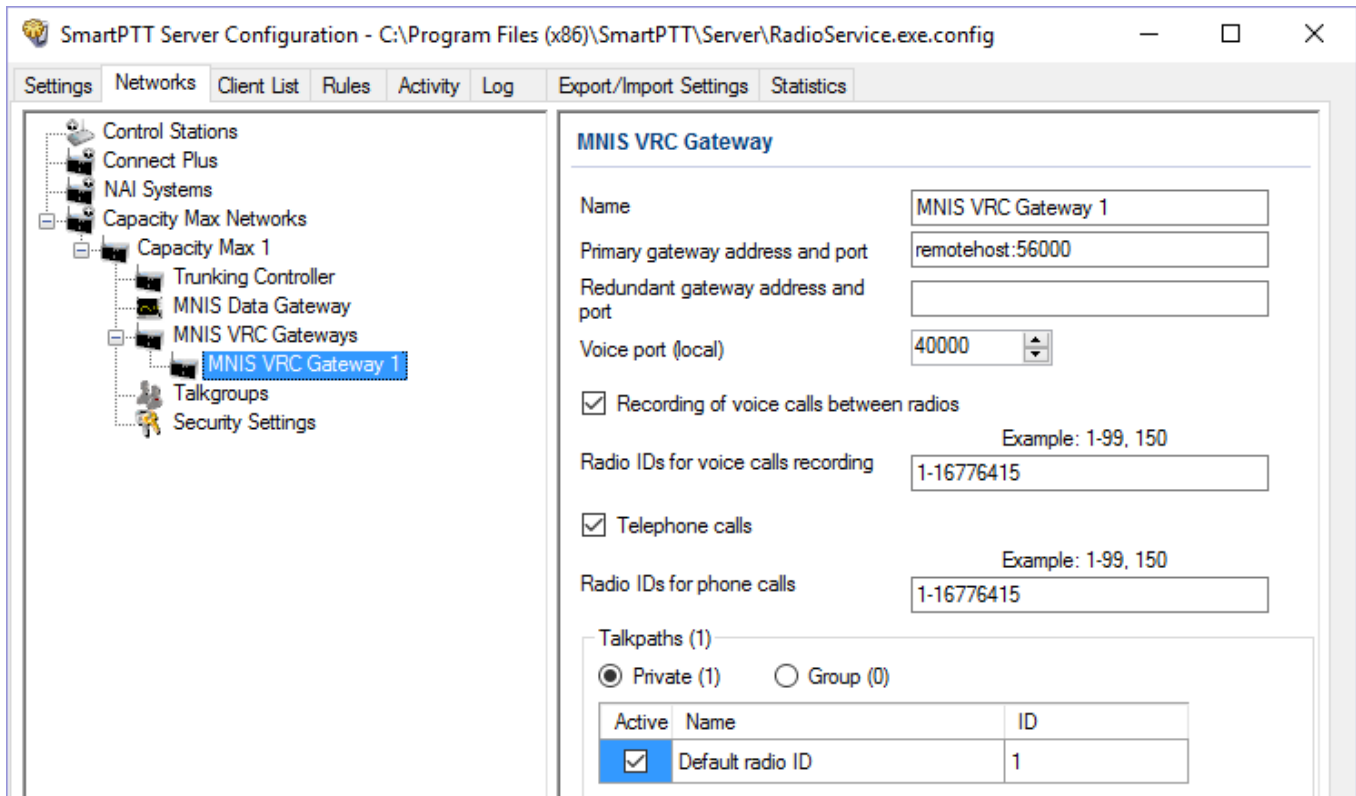 SmartPTT Server Configuration - C:\Program Files (x86)\SmartPTT\Server\RadioService.exe.config
Settings Networks Client List Rules Activity Log Export/Import Settings Statistics
Control Stations
Connect Plus
NAI Systems
Capacity Max Networks
Capacity Max 1
Trunking Controller
MNIS Data Gateway
MNIS VRC Gateways
MNIS VRC Gateway 1
Talkgroups
Security Settings
MNIS VRC Gateway
Name MNIS VRC Gateway 1
Primary gateway address and port remotehost:56000
Redundant gateway address and
port
Voice port (local) 40000
Recording of voice calls between radios
Example: 1-99, 150
Radio IDs for voice calls recording 1-16776415
Telephone calls
Example: 1-99, 150
Radio IDs for phone calls 1-16776415
Talkpaths (1)
Private (1) Group (0)
Active Name ID
Default radio ID 1